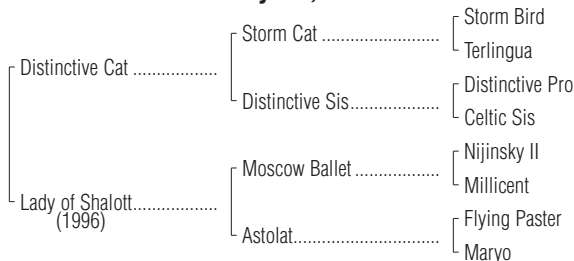 Storm Bird
Storm Cat ......................
Terlingua
Distinctive Cat ................
Distinctive Pro
Distinctive Sis.................
Celtic Sis
Nijinsky II
Moscow Ballet ................
Millicent
Lady of Shalott................
(1996)
Flying Paster
Astolat............................
Maryo